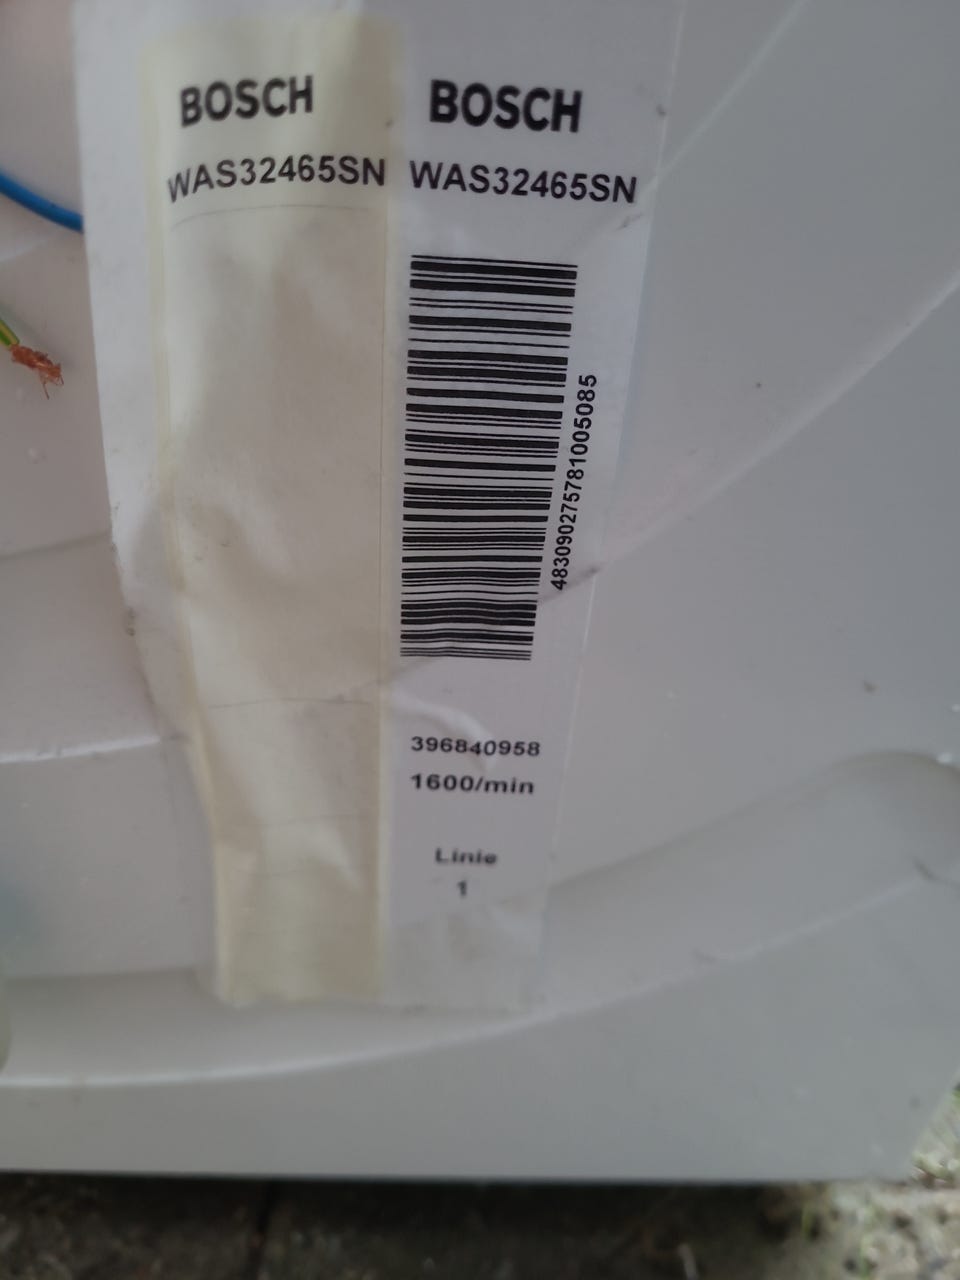 BOSCH
WAS32465SN
BOSCH
WAS32465SN
483090275781005085
396840958
1600/min
Linie
1